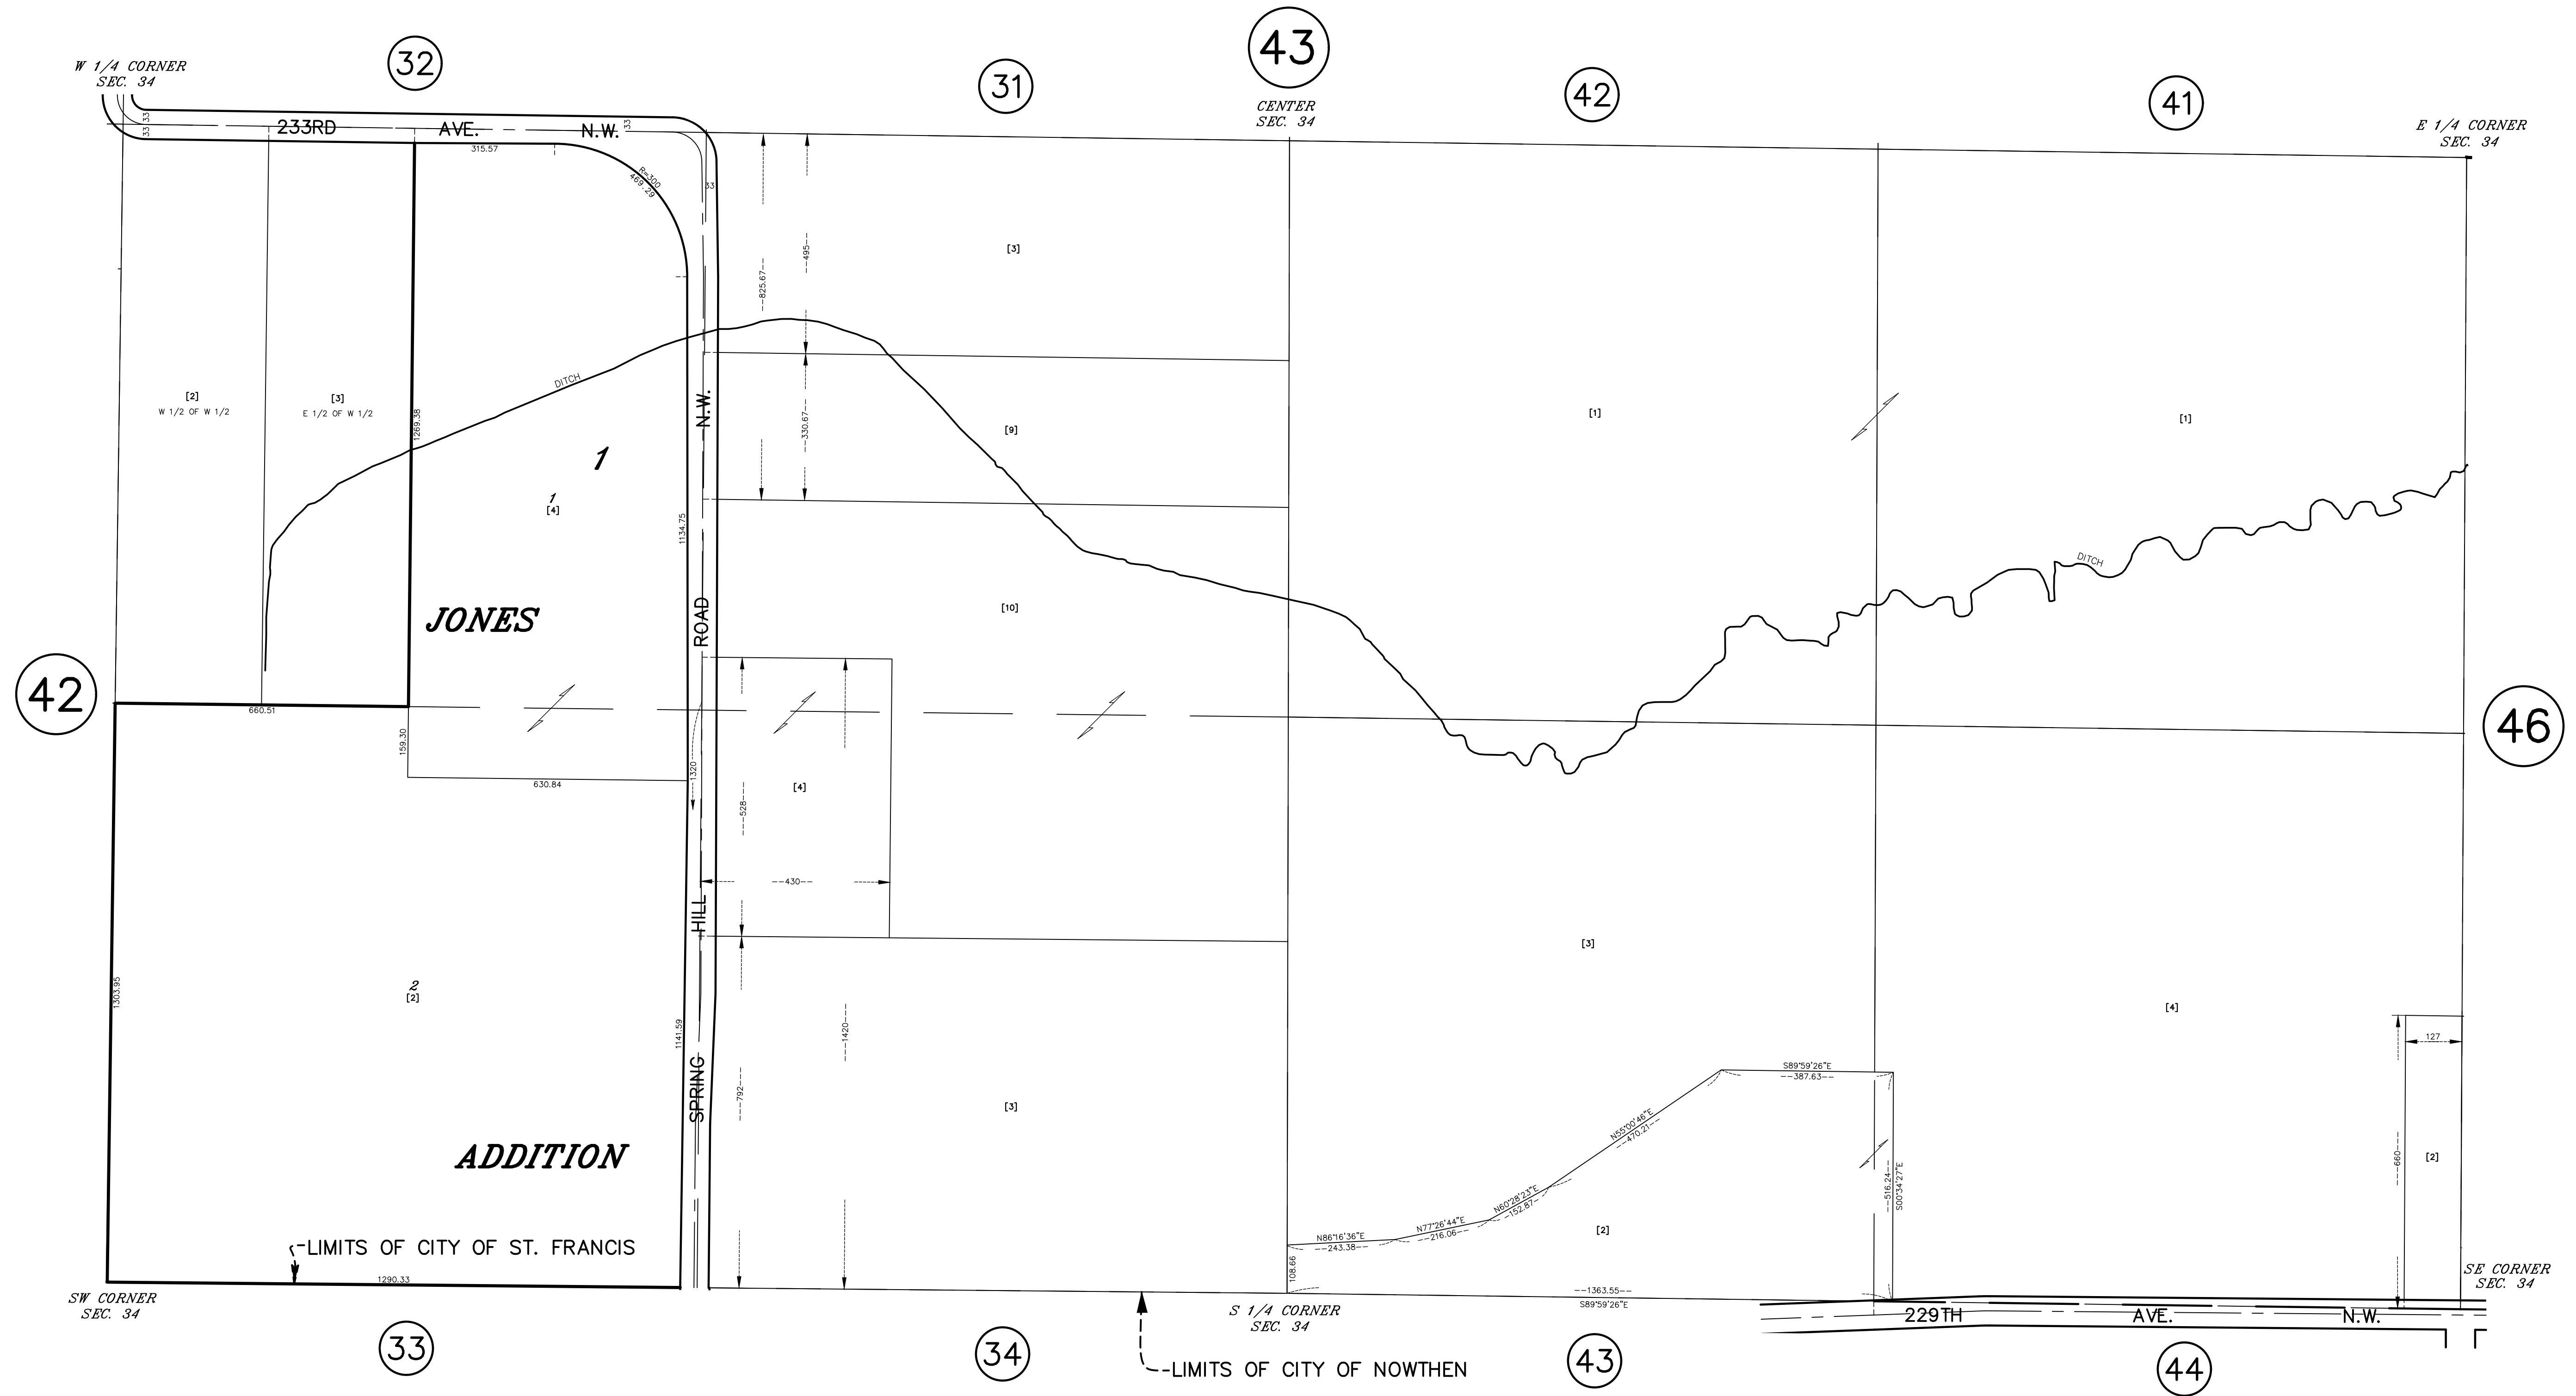 43
32
31
42
41
W 1/4 CORNER
SEC. 34
CENTER
SEC. 34
E 1/4 CORNER
SEC. 34
33
33
233RD AVE. N.W.
33
33
315.57
R=300
469.29
33
825.67
495
[3]
330.67
[9]
[2]
W 1/2 OF W 1/2
[3]
E 1/2 OF W 1/2
1269.38
DITCH
1
1
[4]
1134.75
[1]
[1]
DITCH
[10]
JONES
42
46
660.51
159.30
630.84
1320
528
[4]
430
1420
792
SPRING HILL ROAD N.W.
[3]
[3]
[4]
1303.95
2
[2]
1141.59
ADDITION
[3]
S89°59'26"E
387.63
N55°00'46"E
470.21
N60°28'23"E
152.87
N77°26'44"E
216.06
N86°16'36"E
243.38
108.66
516.24
S00°34'27"E
[2]
127
660
[2]
LIMITS OF CITY OF ST. FRANCIS
1290.33
1363.55
S89°59'26"E
SW CORNER
SEC. 34
S 1/4 CORNER
SEC. 34
SE CORNER
SEC. 34
229TH AVE. N.W.
LIMITS OF CITY OF NOWTHEN
33
34
43
44